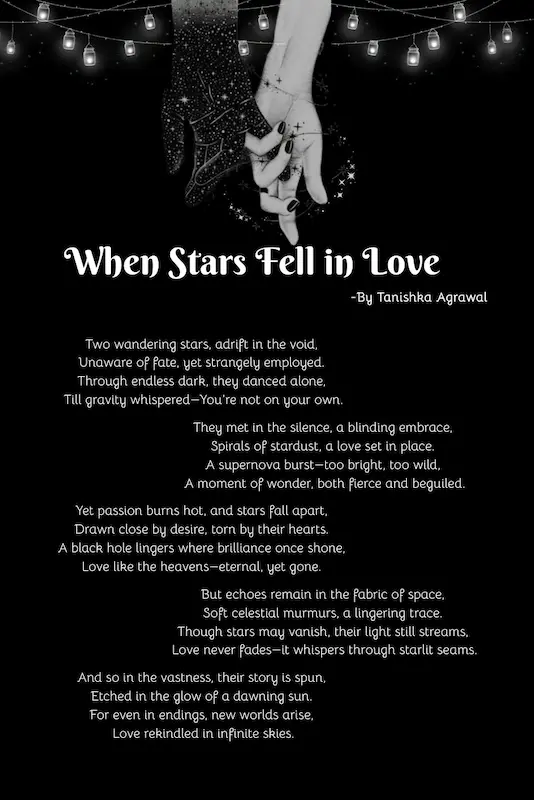 When Stars Fell in Love
-By Tanishka Agrawal
Two wandering stars, adrift in the void,
Unaware of fate, yet strangely employed.
Through endless dark, they danced alone,
Till gravity whispered—You're not on your own.
They met in the silence, a blinding embrace,
Spirals of stardust, a love set in place.
A supernova burst—too bright, too wild,
A moment of wonder, both fierce and beguiled.
Yet passion burns hot, and stars fall apart,
Drawn close by desire, torn by their hearts.
A black hole lingers where brilliance once shone,
Love like the heavens—eternal, yet gone.
But echoes remain in the fabric of space,
Soft celestial murmurs, a lingering trace.
Though stars may vanish, their light still streams,
Love never fades—it whispers through starlit seams.
And so in the vastness, their story is spun,
Etched in the glow of a dawning sun.
For even in endings, new worlds arise,
Love rekindled in infinite skies.